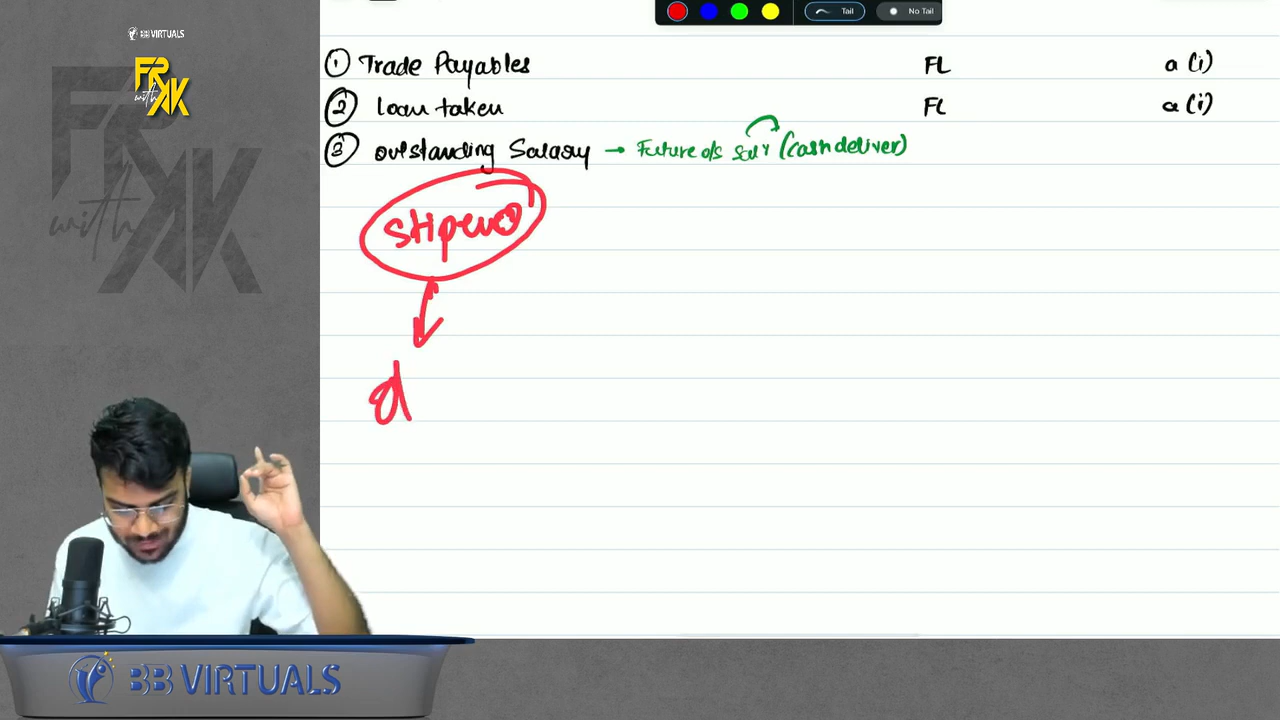 BB VIRTUALS
FR
with
KK
Tail
No Tail
① Trade Payables FL a (i)
② Loan taken FL a (i)
③ Outstanding Salary → Future o/s (cash deliver)
Stipend
d
BB VIRTUALS